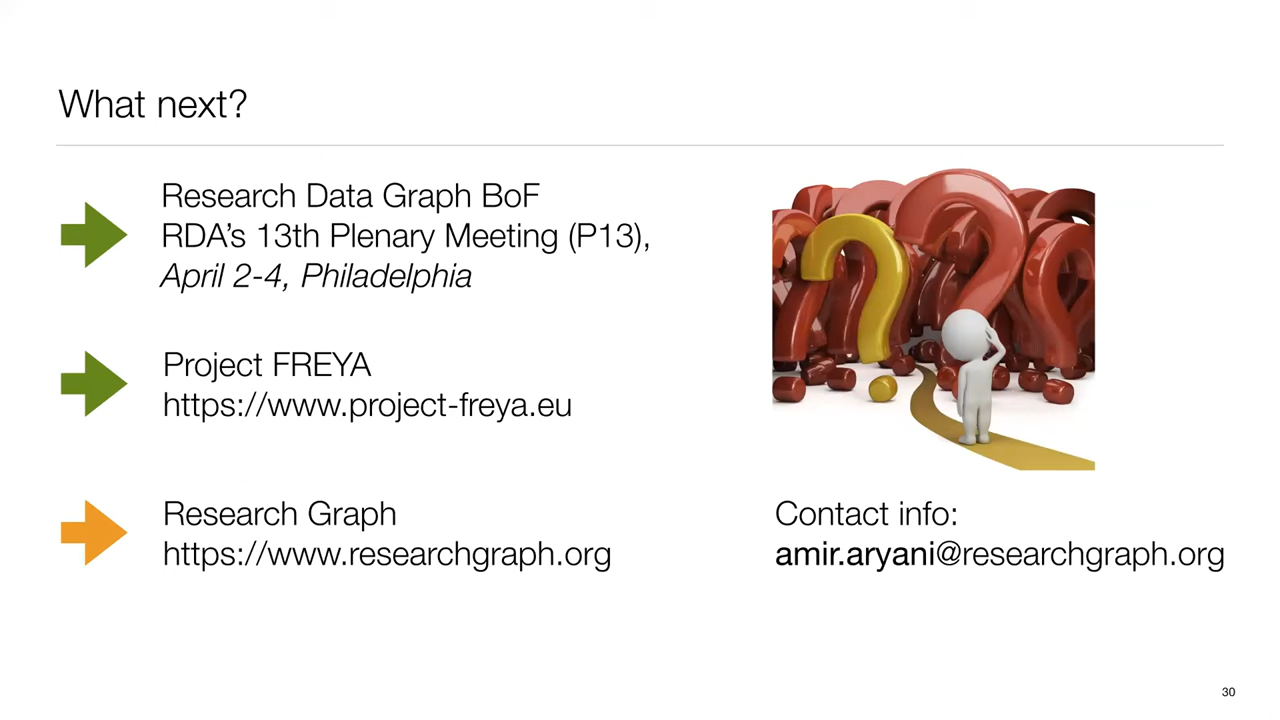 What next?
Research Data Graph BoF
RDA’s 13th Plenary Meeting (P13),
April 2-4, Philadelphia
Project FREYA
https://www.project-freya.eu
Research Graph
https://www.researchgraph.org
Contact info:
amir.aryani@researchgraph.org
30